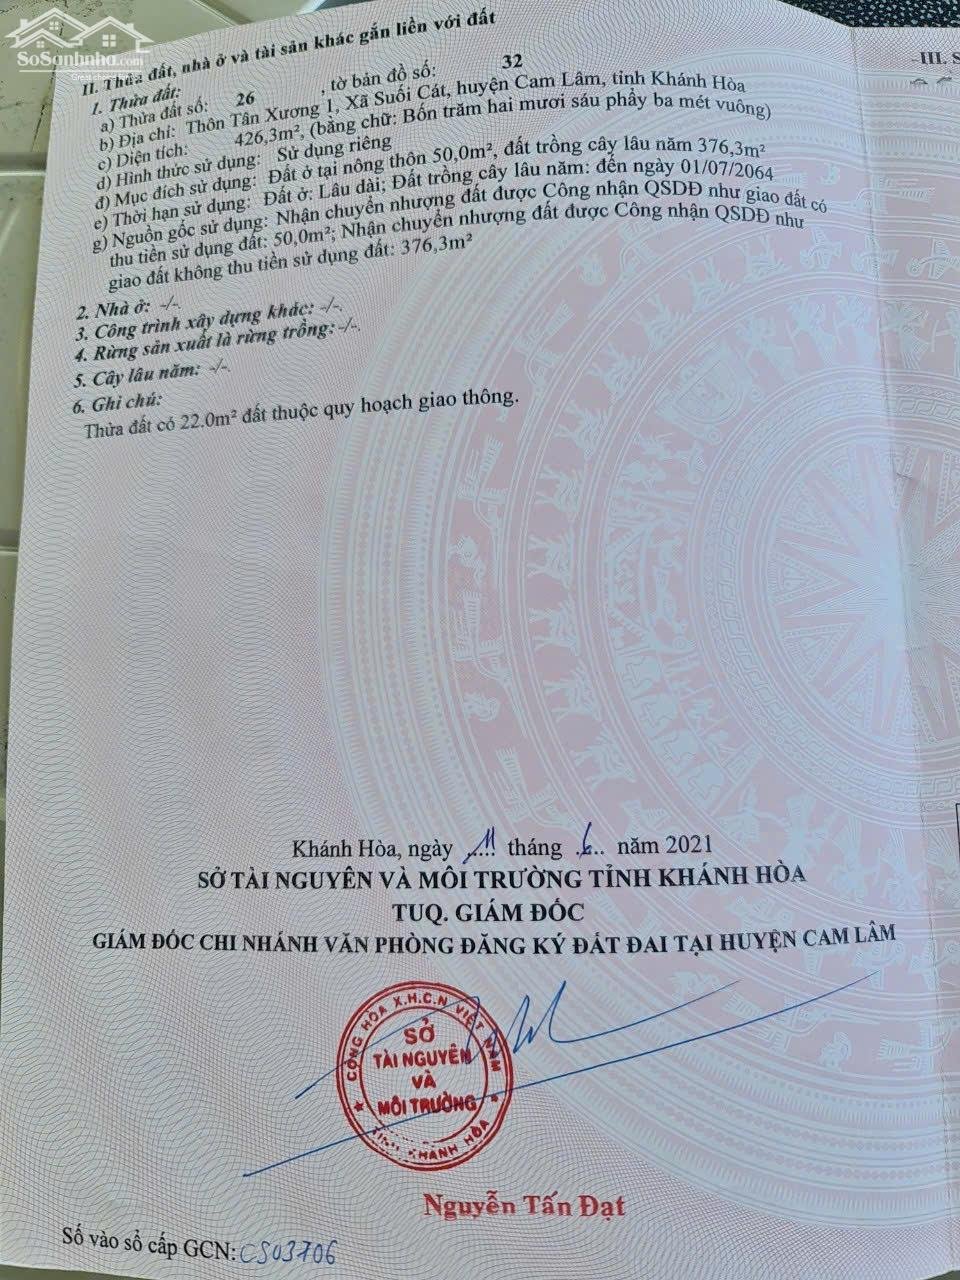 SoSanhnha.com
II. Thửa đất, nhà ở và tài sản khác gắn liền với đất
III. S
1. Thửa đất:
a) Thửa đất số: 26 , tờ bản đồ số: 32
b) Địa chỉ: Thôn Tân Xương 1, Xã Suối Cát, huyện Cam Lâm, tỉnh Khánh Hòa
c) Diện tích: 426,3m², (bằng chữ: Bốn trăm hai mươi sáu phẩy ba mét vuông)
d) Hình thức sử dụng: Sử dụng riêng
đ) Mục đích sử dụng: Đất ở tại nông thôn 50,0m², đất trồng cây lâu năm 376,3m²
e) Thời hạn sử dụng: Đất ở: Lâu dài; Đất trồng cây lâu năm: đến ngày 01/07/2064
g) Nguồn gốc sử dụng: Nhận chuyển nhượng đất được Công nhận QSDĐ như giao đất có
thu tiền sử dụng đất: 50,0m²; Nhận chuyển nhượng đất được Công nhận QSDĐ như
giao đất không thu tiền sử dụng đất: 376,3m²
2. Nhà ở: -/-.
3. Công trình xây dựng khác: -/-.
4. Rừng sản xuất là rừng trồng: -/-.
5. Cây lâu năm: -/-.
6. Ghi chú:
Thửa đất có 22.0m² đất thuộc quy hoạch giao thông.
Khánh Hòa, ngày 11 tháng 6 năm 2021
SỞ TÀI NGUYÊN VÀ MÔI TRƯỜNG TỈNH KHÁNH HÒA
TUQ. GIÁM ĐỐC
GIÁM ĐỐC CHI NHÁNH VĂN PHÒNG ĐĂNG KÝ ĐẤT ĐAI TẠI HUYỆN CAM LÂM
CỘNG HÒA X.H.C.N VIỆT NAM
SỞ
TÀI NGUYÊN
VÀ
MÔI TRƯỜNG
TỈNH KHÁNH HÒA
Nguyễn Tấn Đạt
Số vào sổ cấp GCN: CS03706